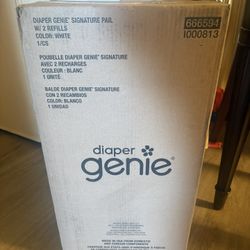 DIAPER GENIE® SIGNATURE PAIL
W/ 2 REFILLS
COLOR: WHITE
1/CS
666594
1000813
POUBELLE DIAPER GENIE® SIGNATURE
AVEC 2 RECHARGES
COULEUR : BLANC
1 UNITÉ
BALDE DIAPER GENIE® SIGNATURE
CON 2 RECAMBIOS
COLOR: BLANCO
1 UNIDAD
diaper
genie®
MADE IN USA FROM DOMESTIC
AND FOREIGN COMPONENTS